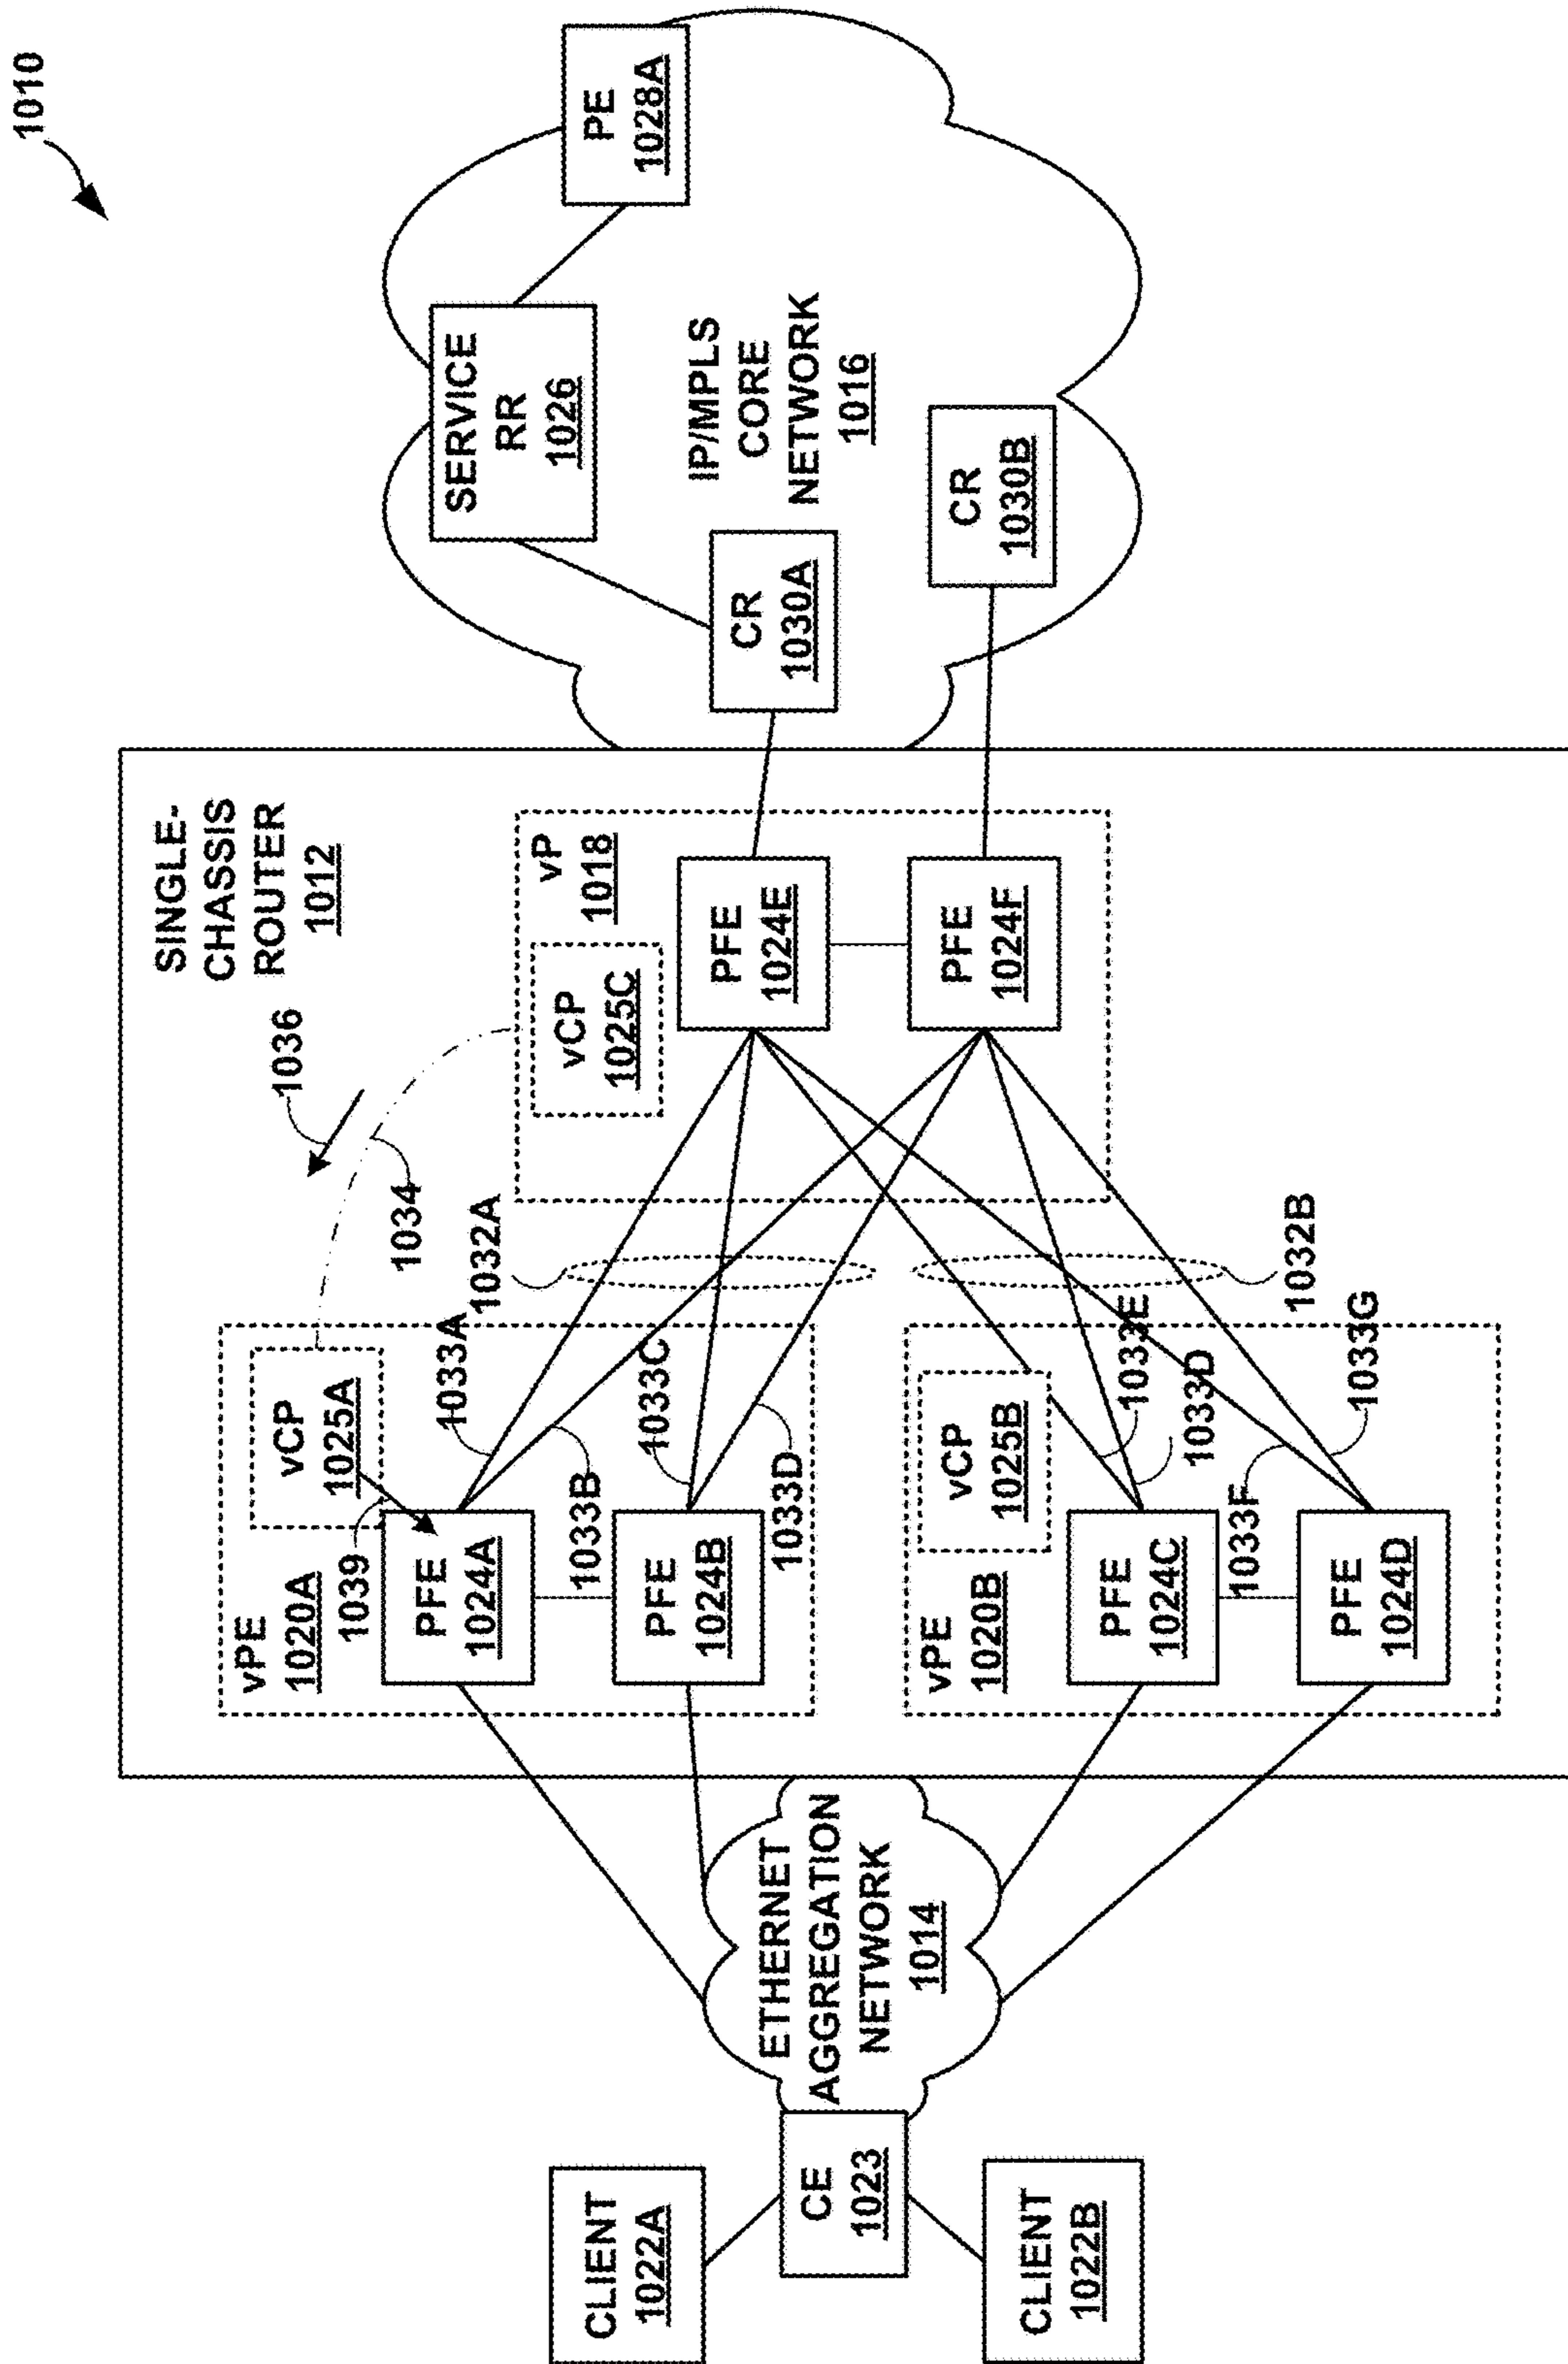 1010
SINGLE-
CHASSIS
ROUTER
1012
1036
1034
vPE
1020A
vCP
1025A
1039
PFE
1024A
PFE
1024B
1033A
1033B
1033C
1033D
1032A
vP
1018
vCP
1025C
PFE
1024E
PFE
1024F
vPE
1020B
vCP
1025B
PFE
1024C
PFE
1024D
1033E
1033D
1033F
1033G
1032B
CLIENT
1022A
CE
1023
CLIENT
1022B
ETHERNET
AGGREGATION
NETWORK
1014
SERVICE
RR
1026
PE
1028A
IP/MPLS
CORE
NETWORK
1016
CR
1030A
CR
1030B